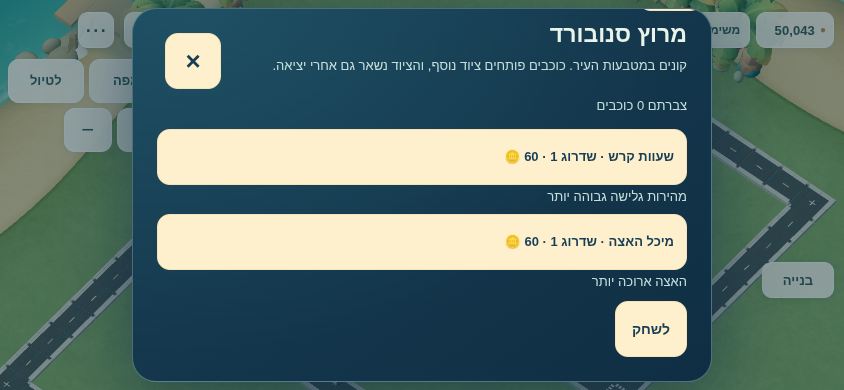 50,043
משימ
...
לטיול
מפה
–
בנייה
מרוץ סנובורד
×
קונים במטבעות העיר. כוכבים פותחים ציוד נוסף, והציוד נשאר גם אחרי יציאה.
צברתם 0 כוכבים
שעוות קרש · שדרוג 1 · 60
מהירות גלישה גבוהה יותר
מיכל האצה · שדרוג 1 · 60
האצה ארוכה יותר
לשחק